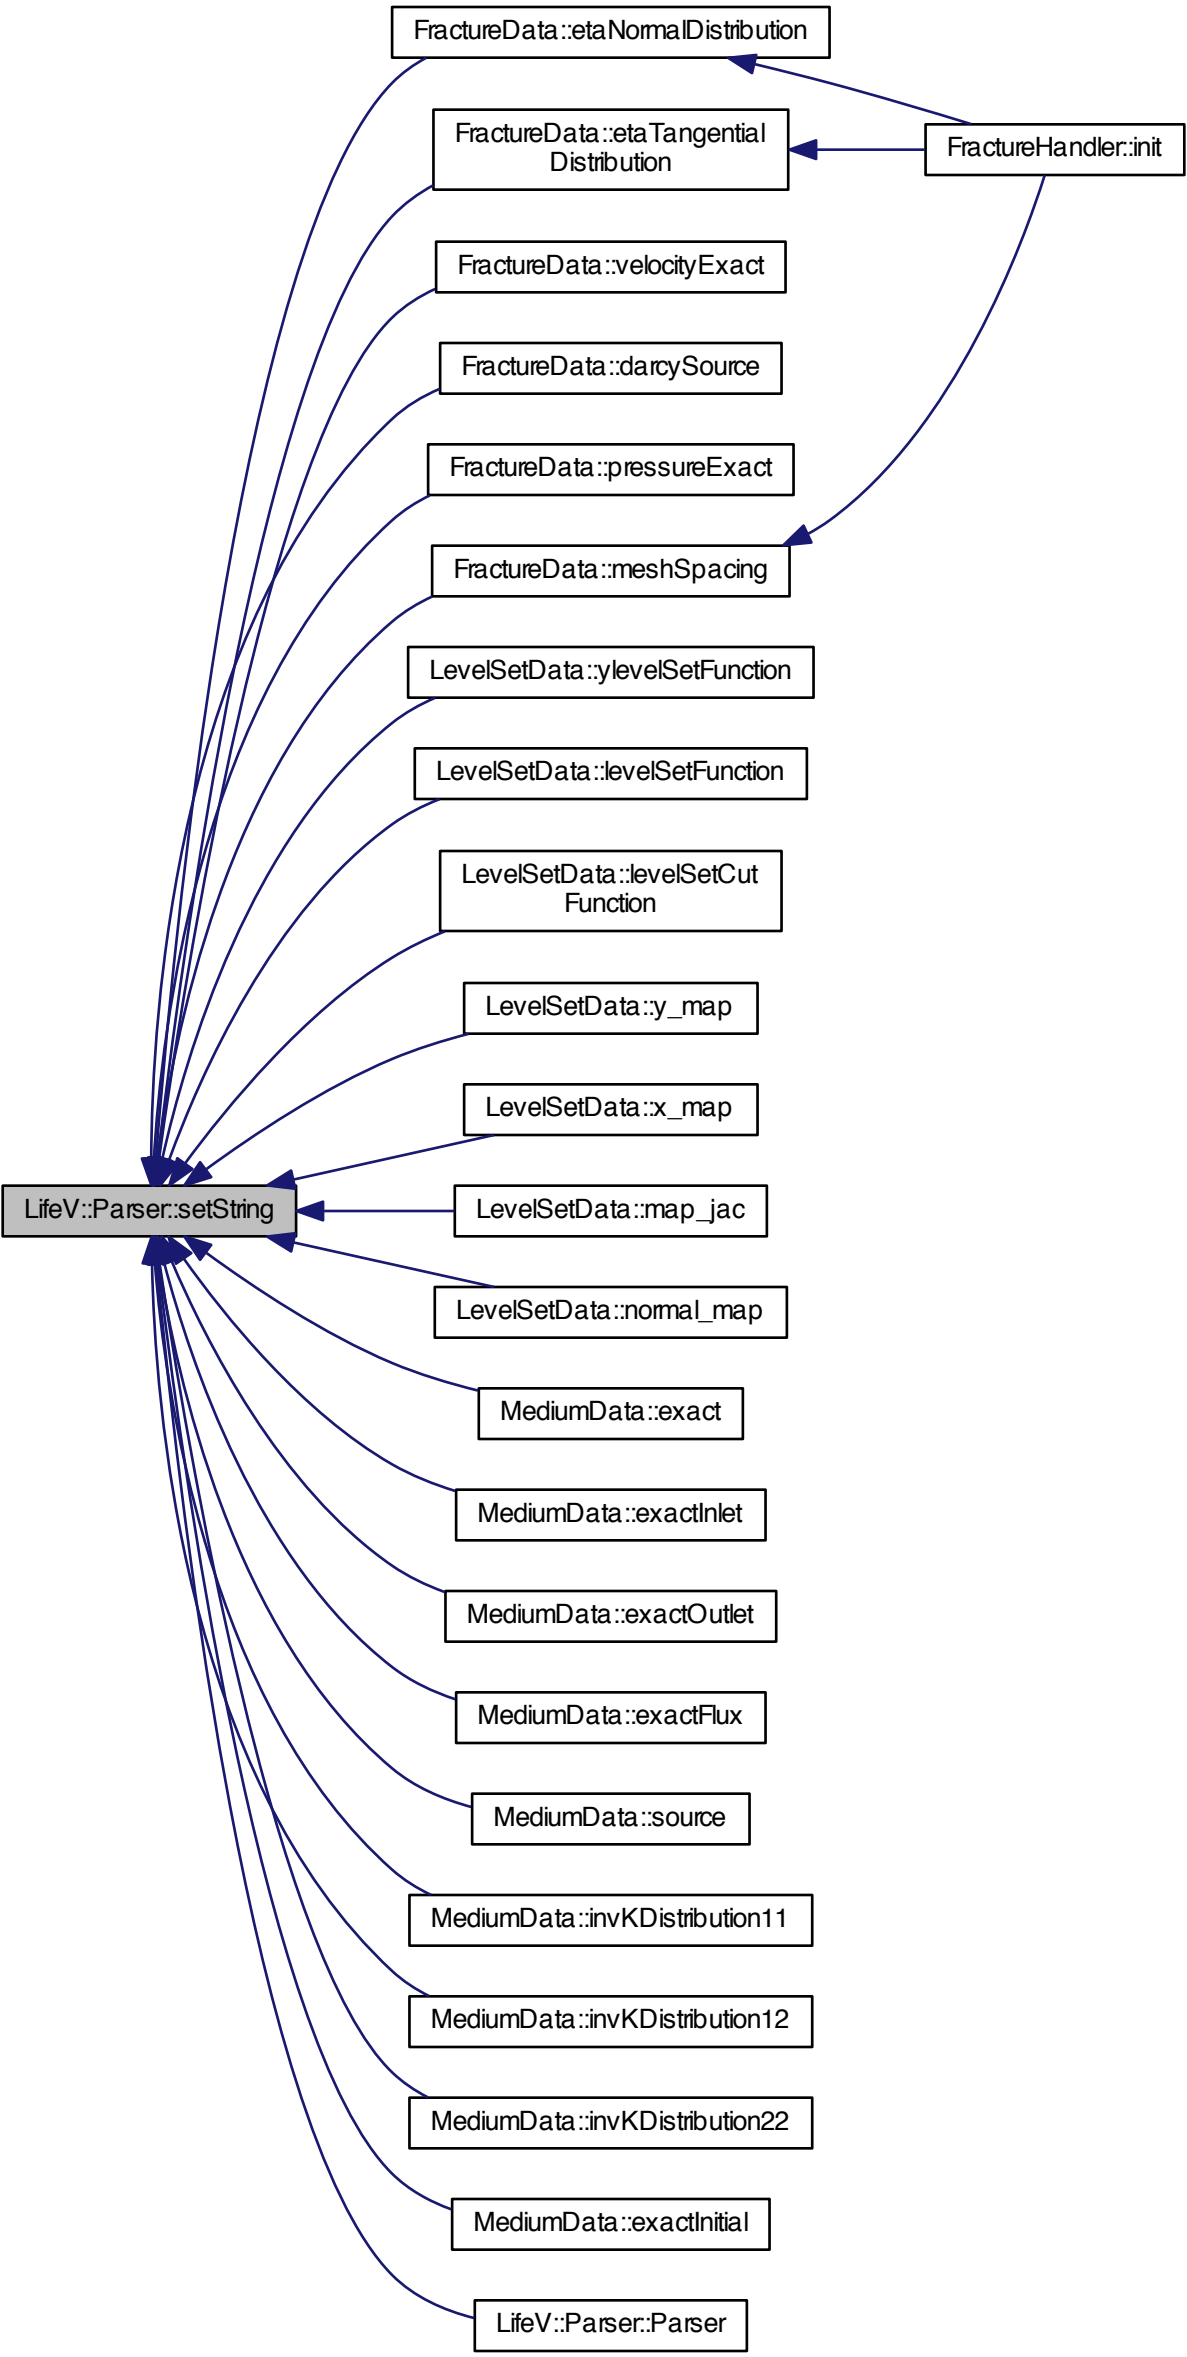 FractureData::etaNormalDistribution
FractureData::etaTangential
Distribution
FractureHandler::init
FractureData::velocityExact
FractureData::darcySource
FractureData::pressureExact
FractureData::meshSpacing
LevelSetData::ylevelSetFunction
LevelSetData::levelSetFunction
LevelSetData::levelSetCut
Function
LevelSetData::y_map
LevelSetData::x_map
LifeV::Parser::setString
LevelSetData::map_jac
LevelSetData::normal_map
MediumData::exact
MediumData::exactInlet
MediumData::exactOutlet
MediumData::exactFlux
MediumData::source
MediumData::invKDistribution11
MediumData::invKDistribution12
MediumData::invKDistribution22
MediumData::exactInitial
LifeV::Parser::Parser